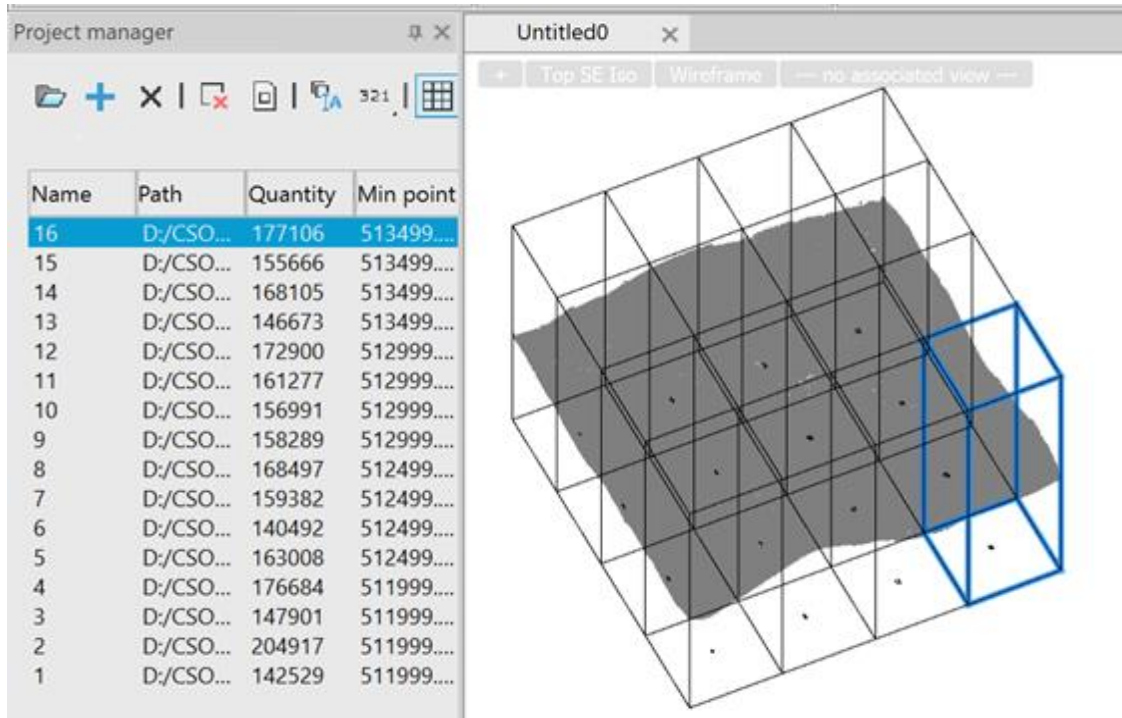 Project manager
Untitled0
+ Top SE Iso Wireframe --- no associated view ---
321
Name Path Quantity Min point
16 D:/CSO... 177106 513499....
15 D:/CSO... 155666 513499....
14 D:/CSO... 168105 513499....
13 D:/CSO... 146673 513499....
12 D:/CSO... 172900 512999....
11 D:/CSO... 161277 512999....
10 D:/CSO... 156991 512999....
9 D:/CSO... 158289 512999....
8 D:/CSO... 168497 512499....
7 D:/CSO... 159382 512499....
6 D:/CSO... 140492 512499....
5 D:/CSO... 163008 512499....
4 D:/CSO... 176684 511999....
3 D:/CSO... 147901 511999....
2 D:/CSO... 204917 511999....
1 D:/CSO... 142529 511999....